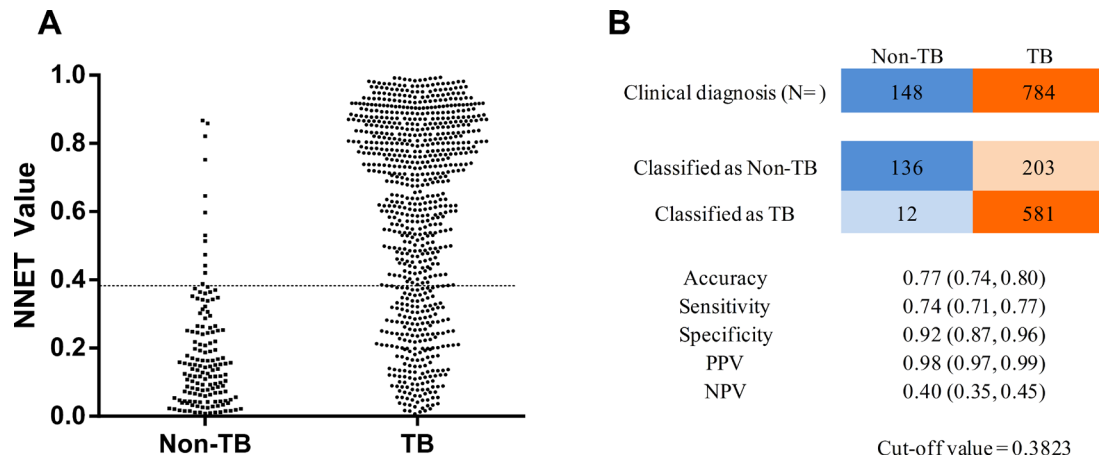 A
NNET Value
1.0
0.8
0.6
0.4
0.2
0.0
Non-TB TB
B
Non-TB TB
Clinical diagnosis (N= ) 148 784
Classified as Non-TB 136 203
Classified as TB 12 581
Accuracy 0.77 (0.74, 0.80)
Sensitivity 0.74 (0.71, 0.77)
Specificity 0.92 (0.87, 0.96)
PPV 0.98 (0.97, 0.99)
NPV 0.40 (0.35, 0.45)
Cut-off value = 0.3823